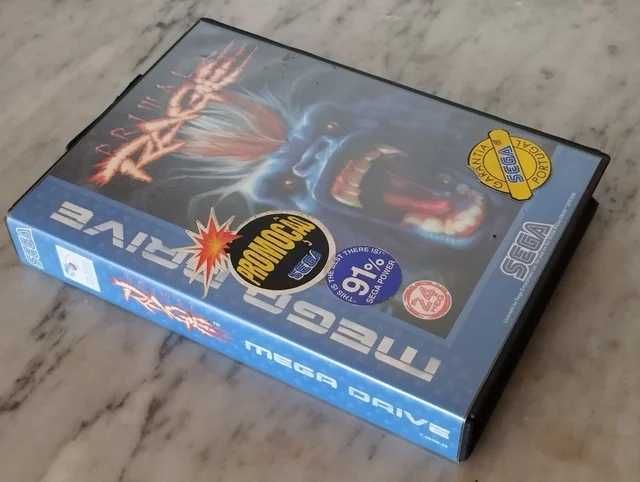 PRIMAL
RAGE
MEGA DRIVE
GARANTIA
SEGA
PORTUGAL
SEGA
PROMOÇÃO
SEGA
THIS IS THE BEST THERE IS!
91%
SEGA POWER
24
SEGA
RAGE
MEGA DRIVE